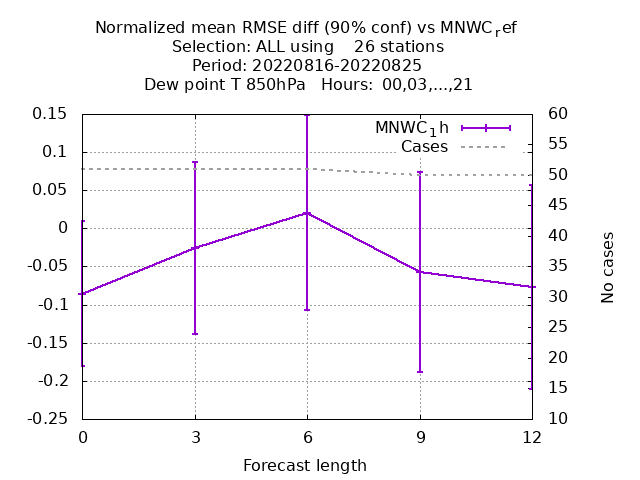 Normalized mean RMSE diff (90% conf) vs MNWCref
Selection: ALL using    26 stations
Period: 20220816-20220825
Dew point T 850hPa   Hours: 00,03,...,21
MNWC1h
Cases
0.15
0.1
0.05
0
-0.05
-0.1
-0.15
-0.2
-0.25
60
55
50
45
40
35
30
25
20
15
10
No cases
0 3 6 9 12
Forecast length